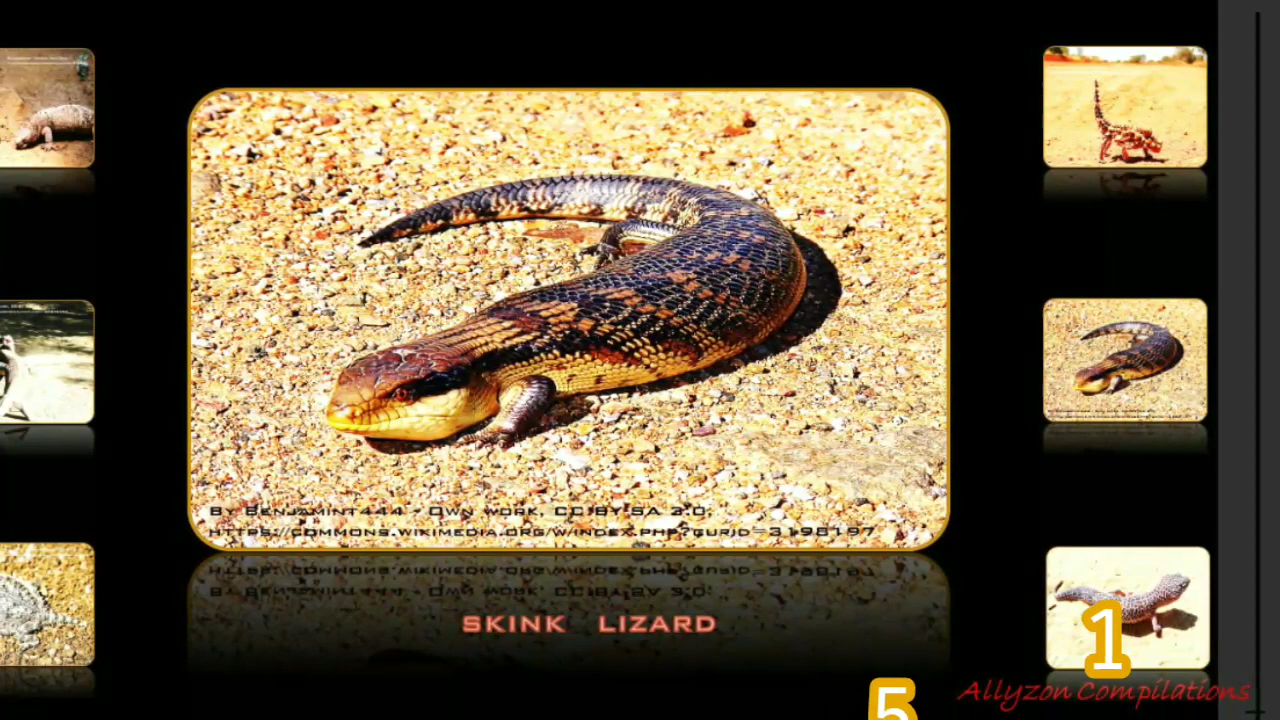 By Benjamint444 - Own work, CC BY-SA 3.0,
https://commons.wikimedia.org/w/index.php?curid=3198197
SKINK LIZARD
1
5
Allyzon Compilations